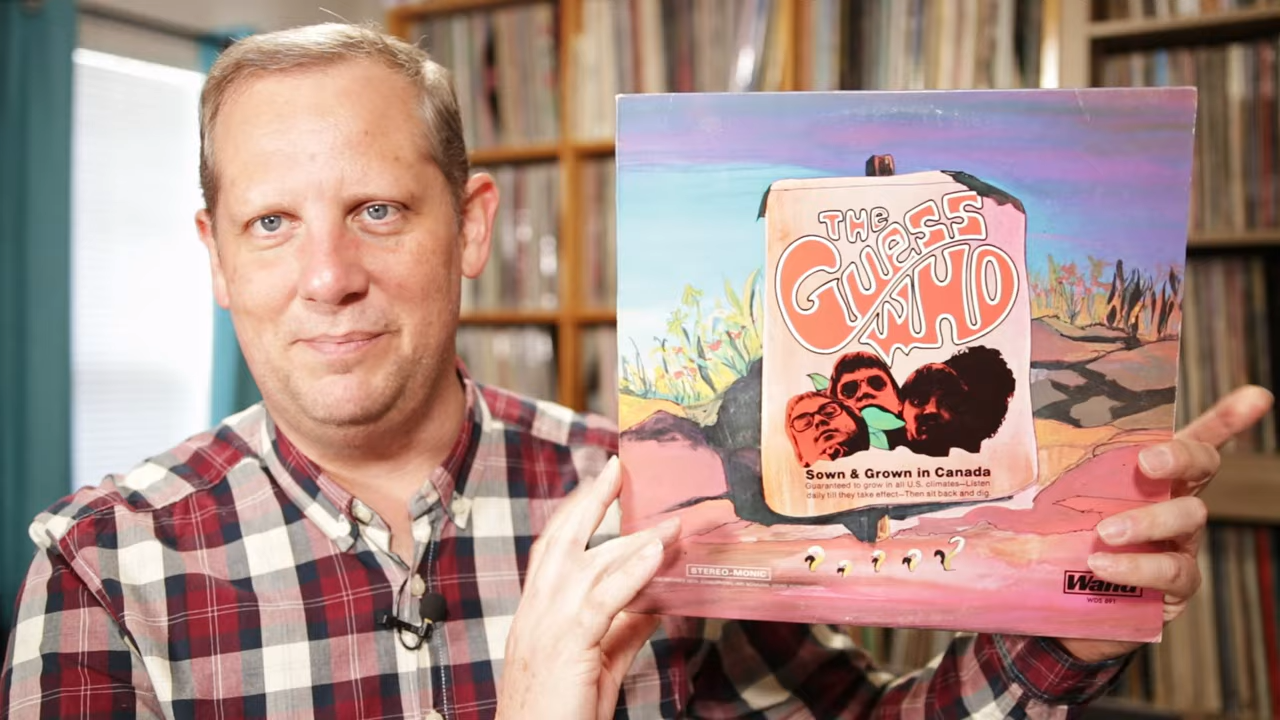 THE
GUESS
WHO
Sown & Grown in Canada
Guaranteed to grow in all U.S. climates—Listen
daily till they take effect—Then sit back and dig.
STEREO-MONIC
Wand
WDS 691